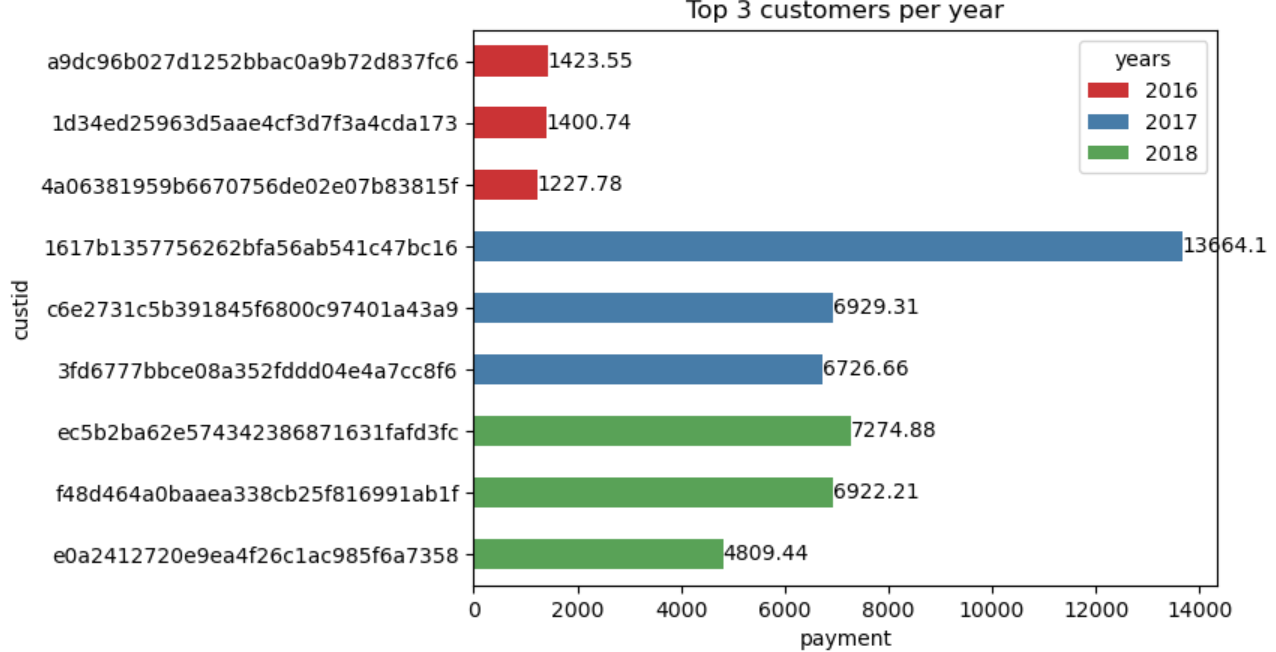 Top 3 customers per year
a9dc96b027d1252bbac0a9b72d837fc6
1423.55
1d34ed25963d5aae4cf3d7f3a4cda173
1400.74
4a06381959b6670756de02e07b83815f
1227.78
1617b1357756262bfa56ab541c47bc16
13664.1
c6e2731c5b391845f6800c97401a43a9
6929.31
3fd6777bbce08a352fddd04e4a7cc8f6
6726.66
ec5b2ba62e574342386871631fafd3fc
7274.88
f48d464a0baaea338cb25f816991ab1f
6922.21
e0a2412720e9ea4f26c1ac985f6a7358
4809.44
custid
0 2000 4000 6000 8000 10000 12000 14000
payment
years
2016
2017
2018